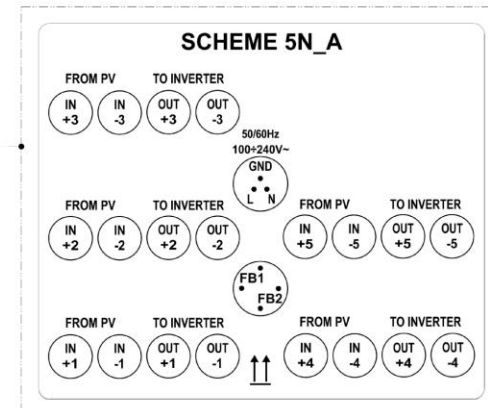 SCHEME 5N_A
FROM PV TO INVERTER
IN +3 IN -3 OUT +3 OUT -3
50/60Hz
100÷240V~
GND
L N
FROM PV TO INVERTER
IN +2 IN -2 OUT +2 OUT -2
FROM PV TO INVERTER
IN +5 IN -5 OUT +5 OUT -5
FB1
FB2
FROM PV TO INVERTER
IN +1 IN -1 OUT +1 OUT -1
FROM PV TO INVERTER
IN +4 IN -4 OUT +4 OUT -4